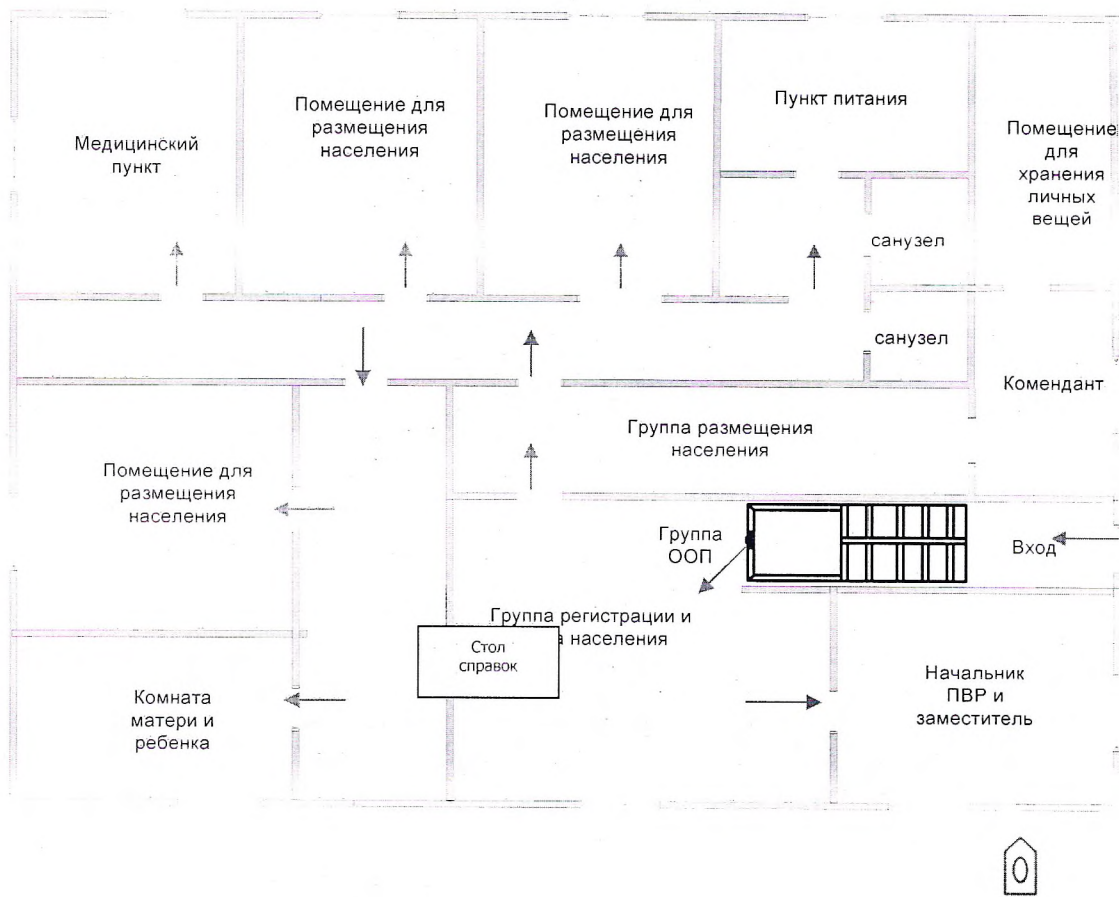 Медицинский
пункт
Помещение для
размещения
населения
Помещение для
размещения
населения
Пункт питания
Помещение
для
хранения
личных
вещей
санузел
санузел
Комендант
Группа размещения
населения
Помещение для
размещения
населения
Группа
ООП
Вход
Группа регистрации и
населения
Стол
справок
Комната
матери и
ребенка
Начальник
ПВР и
заместитель
0